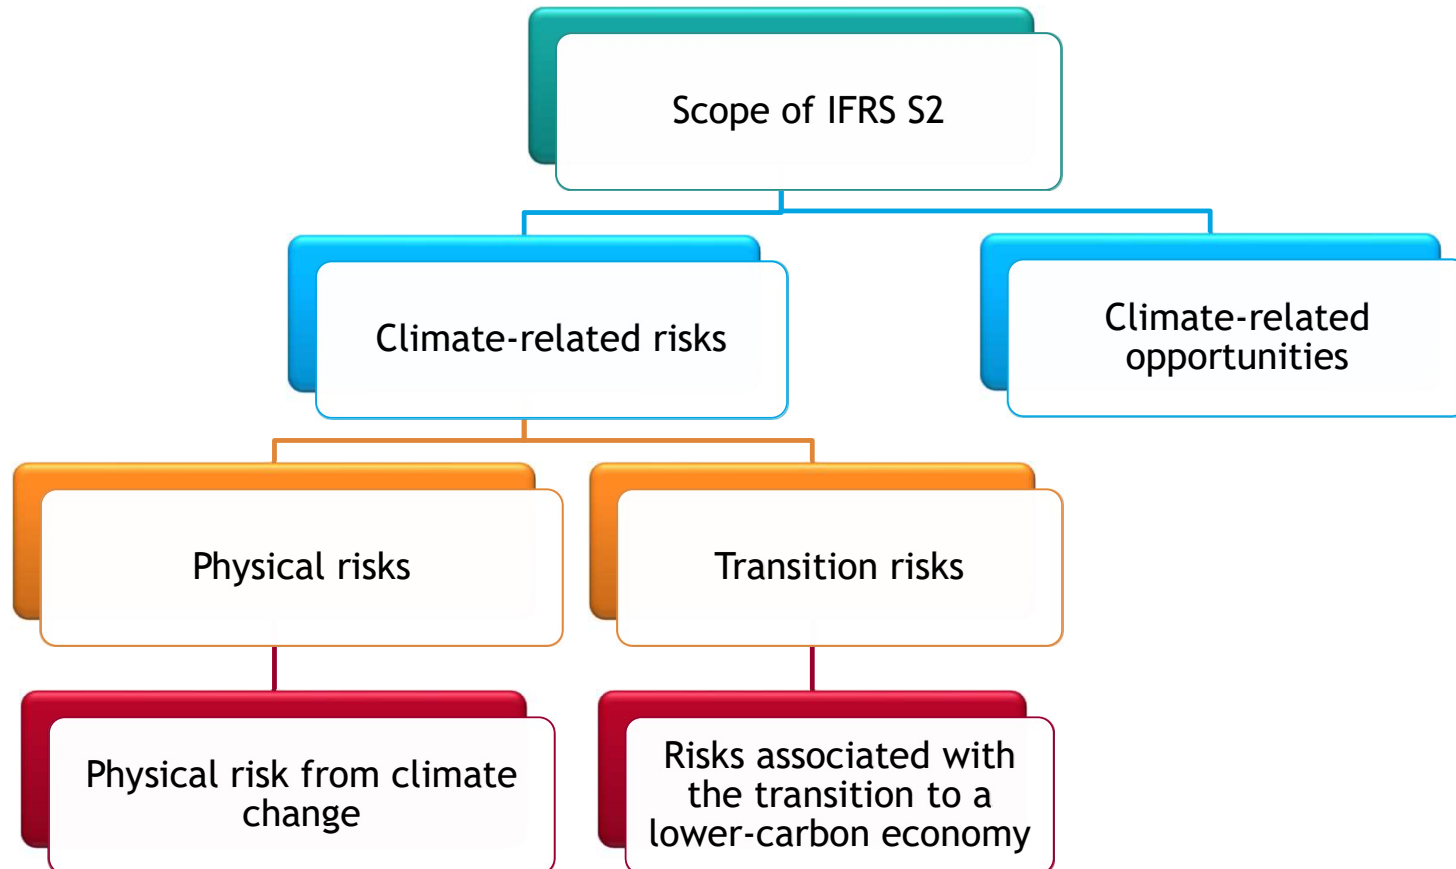 Scope of IFRS S2
Climate-related risks
Climate-related
opportunities
Physical risks
Transition risks
Physical risk from climate
change
Risks associated with
the transition to a
lower-carbon economy